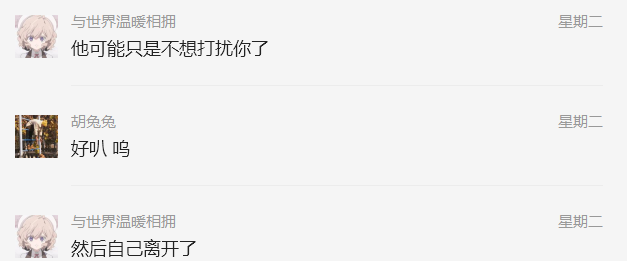 与世界温暖相拥 星期二
他可能只是不想打扰你了
胡兔兔 星期二
好叭 呜
与世界温暖相拥 星期二
然后自己离开了